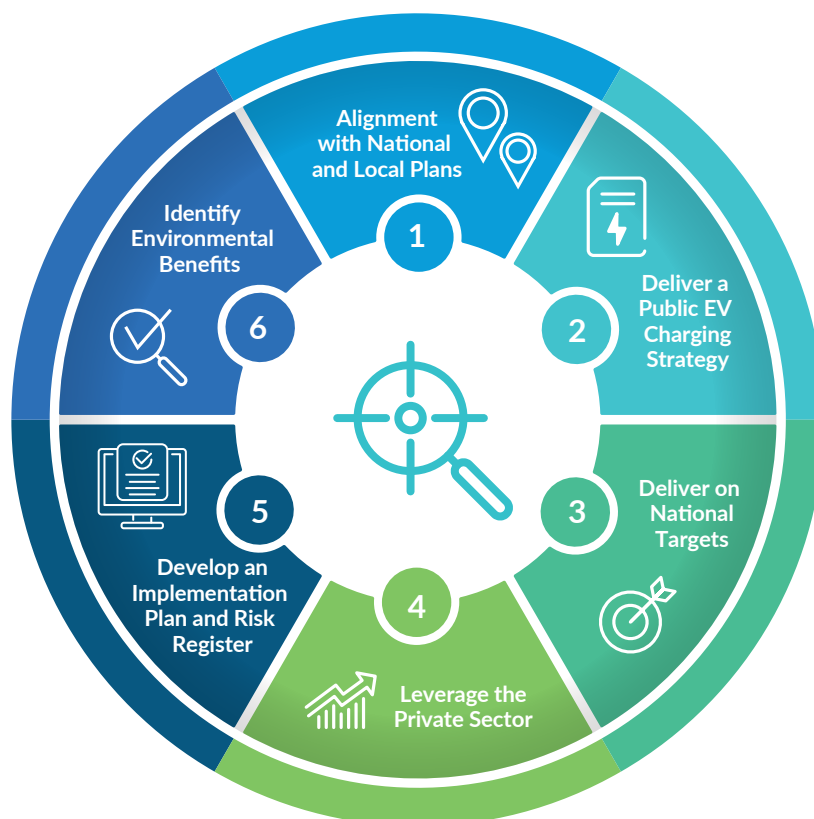 Alignment
with National
and Local Plans
1
Deliver a
Public EV
Charging
Strategy
2
Deliver on
National
Targets
3
Leverage the
Private Sector
4
Develop an
Implementation
Plan and Risk
Register
5
Identify
Environmental
Benefits
6